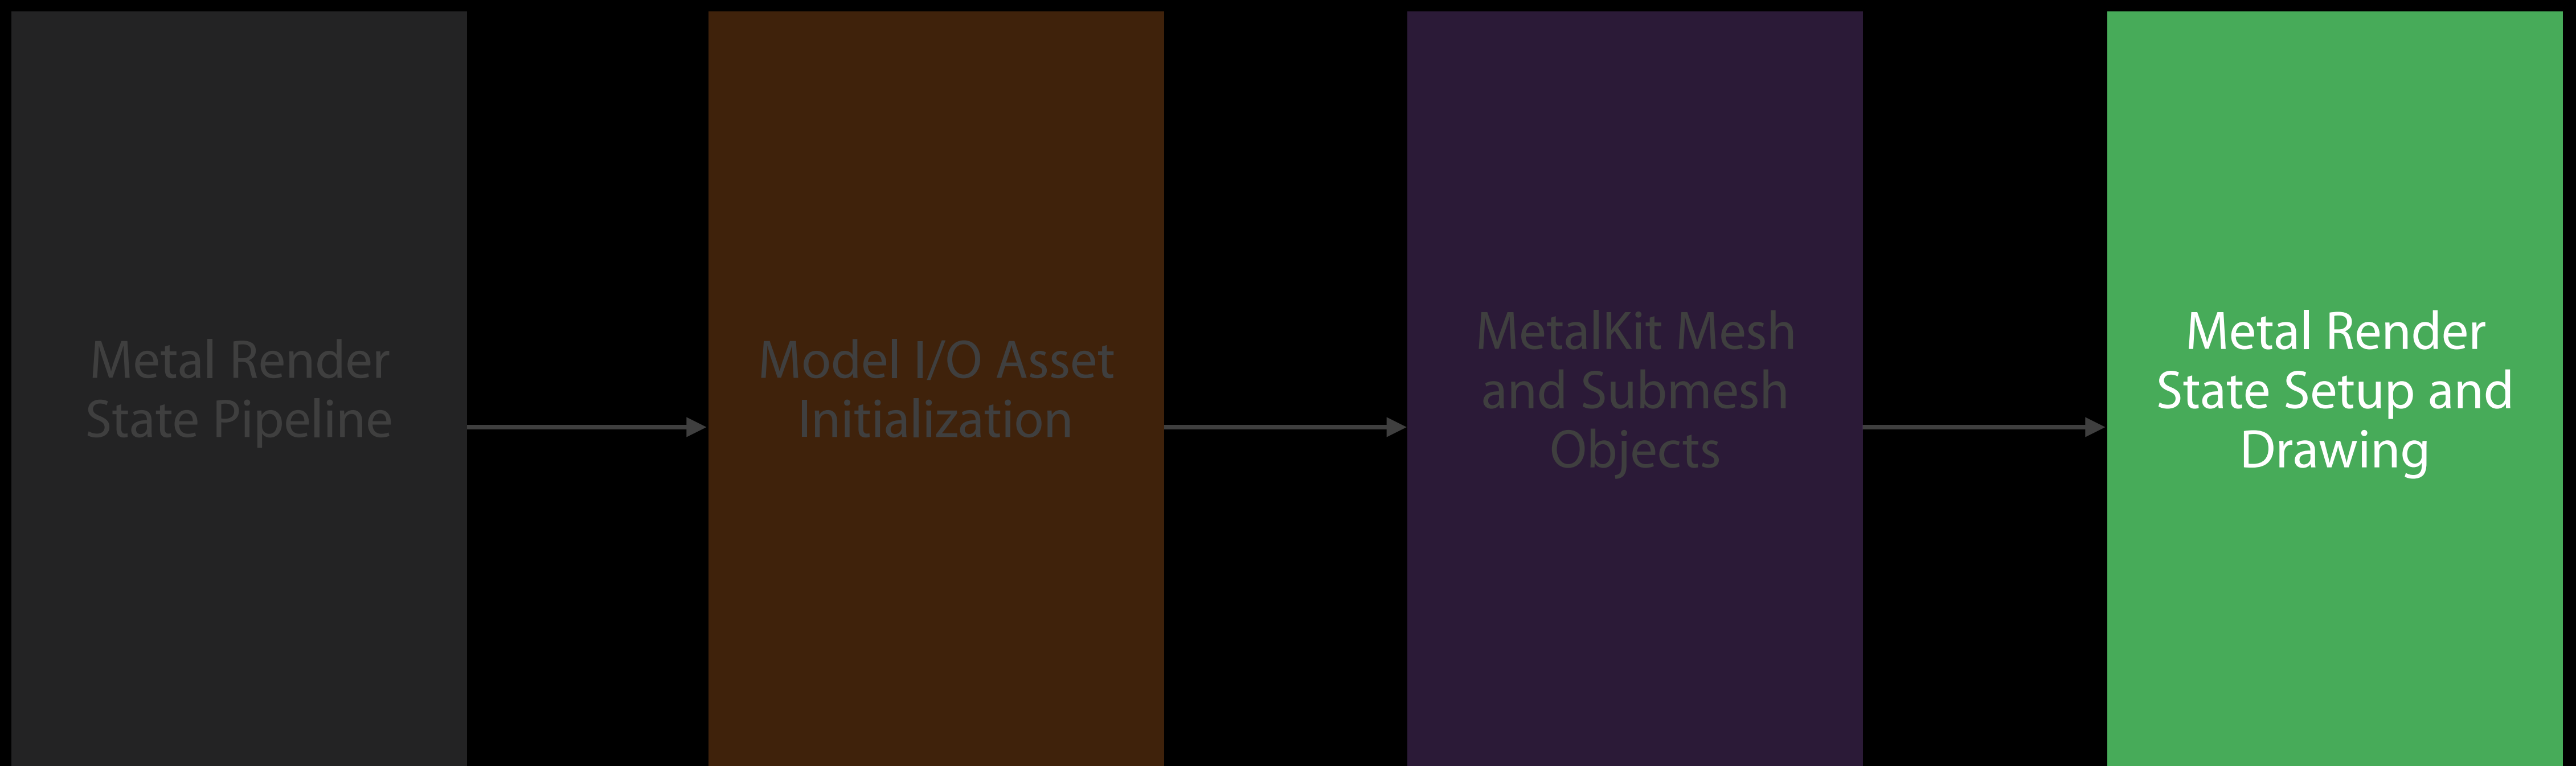 Metal Render
State Pipeline
Model I/O Asset
Initialization
MetalKit Mesh
and Submesh
Objects
Metal Render
State Setup and
Drawing